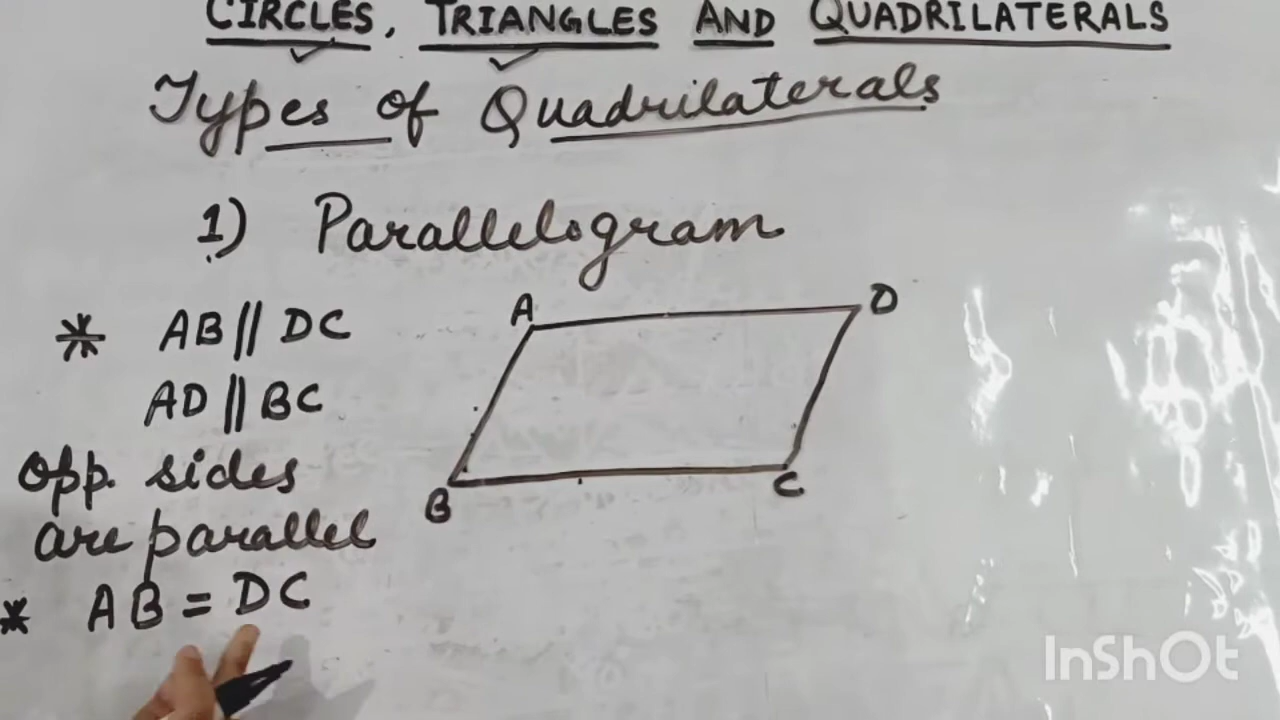 CIRCLES, TRIANGLES AND QUADRILATERALS
Types of Quadrilaterals
1) Parallelogram
* AB || DC
AD || BC
opp. sides
are parallel
* AB = DC
A
D
B
C
InShOt